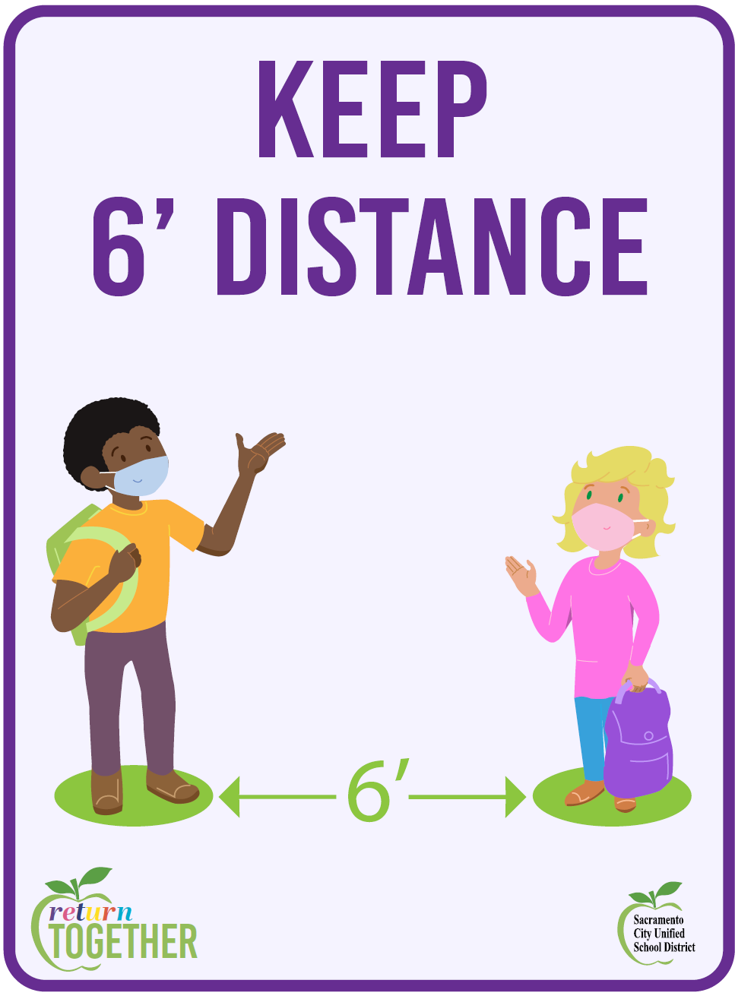 KEEP
6’ DISTANCE
6’
return
TOGETHER
Sacramento
City Unified
School District